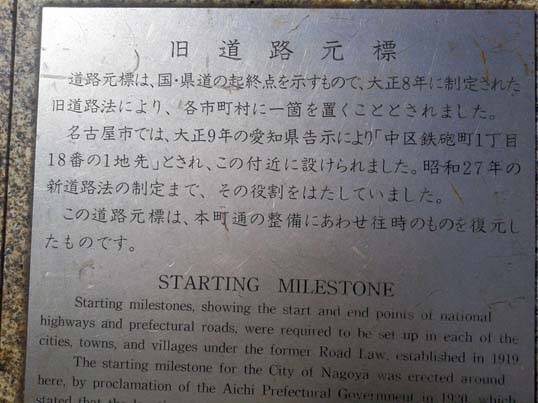 旧道路元標
道路元標は、国・県道の起終点を示すもので、大正8年に制定された
旧道路法により、各市町村に一箇を置くこととされました。
名古屋市では、大正9年の愛知県告示により「中区鉄砲町1丁目
18番の1地先」とされ、この付近に設けられました。昭和27年の
新道路法の制定まで、その役割をはたしていました。
この道路元標は、本町通の整備にあわせ往時のものを復元し
たものです。
STARTING MILESTONE
Starting milestones, showing the start and end points of national
highways and prefectural roads, were required to be set up in each of the
cities, towns, and villages under the former Road Law, established in 1919.
The starting milestone for the City of Nagoya was erected around
here, by proclamation of the Aichi Prefectural Government in 1920, which
stated that the